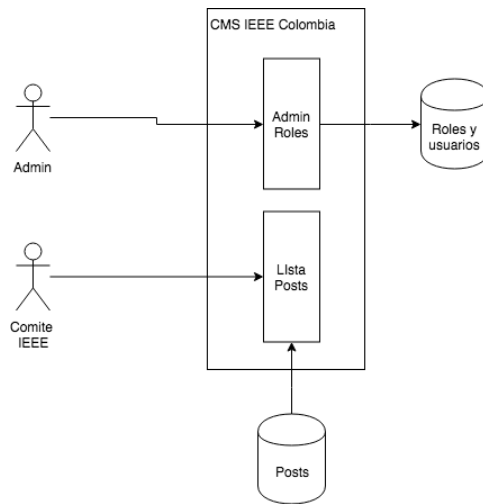 CMS IEEE Colombia
Admin
Roles
Roles y
usuarios
Admin
LIsta
Posts
Comite
IEEE
Posts